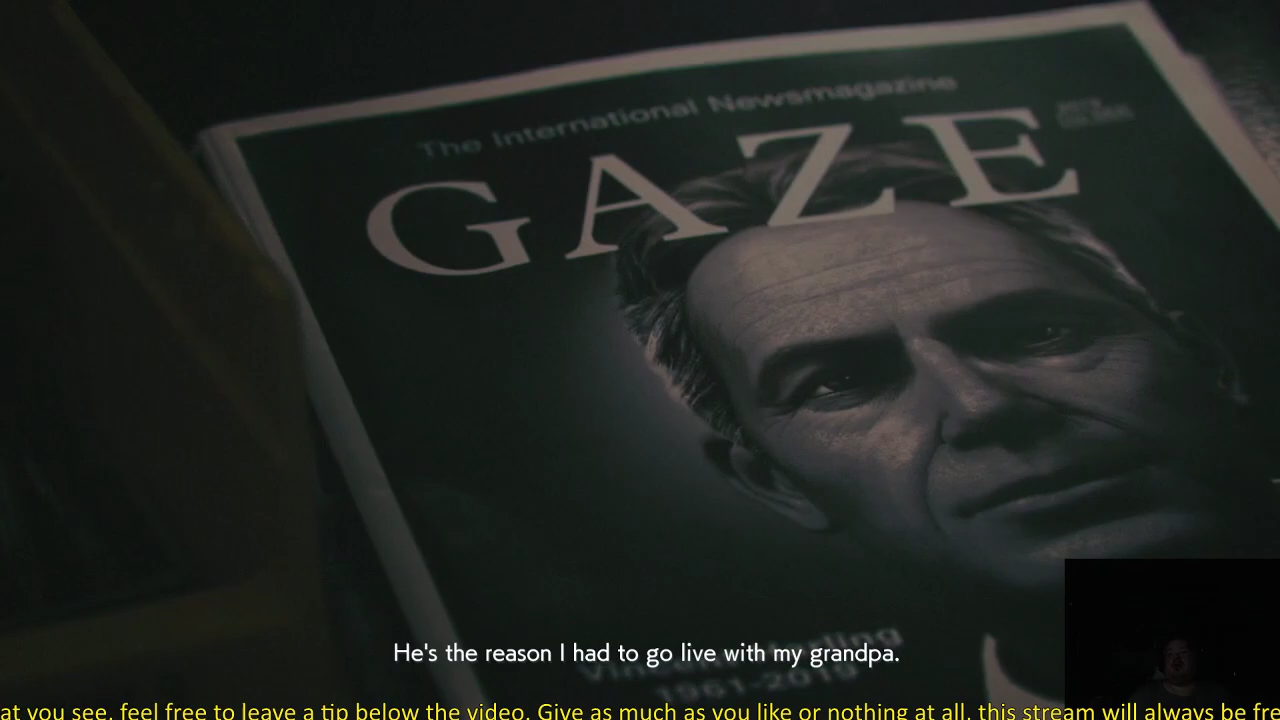 The International Newsmagazine
GAZE
He's the reason I had to go live with my grandpa.
1961-2019
at you see, feel free to leave a tip below the video. Give as much as you like or nothing at all, this stream will always be fre